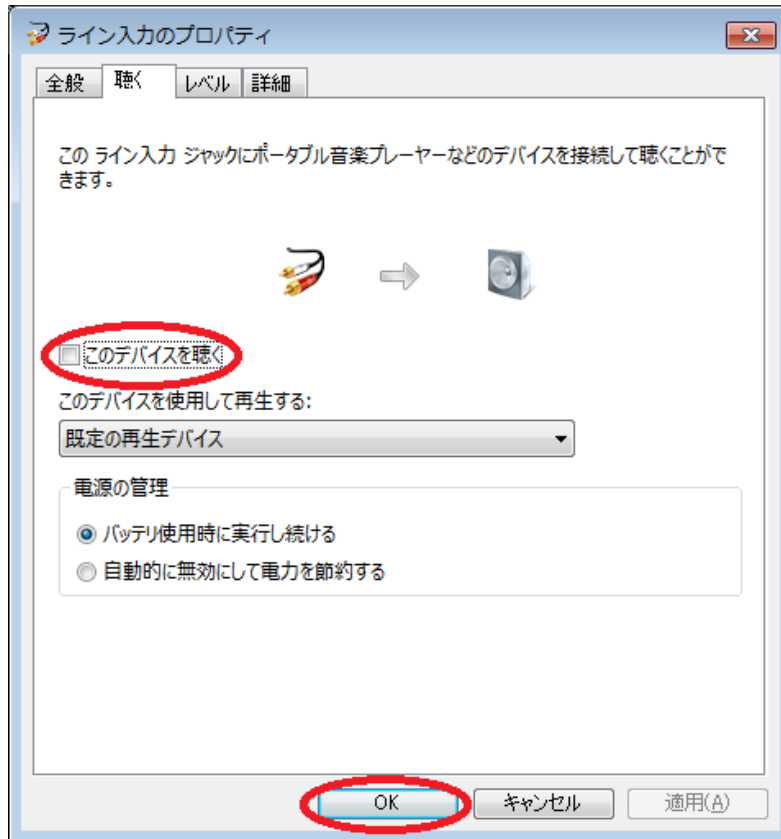 ライン入力のプロパティ
全般 聴く レベル 詳細
この ライン入力 ジャックにポータブル音楽プレーヤーなどのデバイスを接続して聴くことがで
きます。
このデバイスを聴く
このデバイスを使用して再生する:
既定の再生デバイス
電源の管理
バッテリ使用時に実行し続ける
自動的に無効にして電力を節約する
OK キャンセル 適用(A)